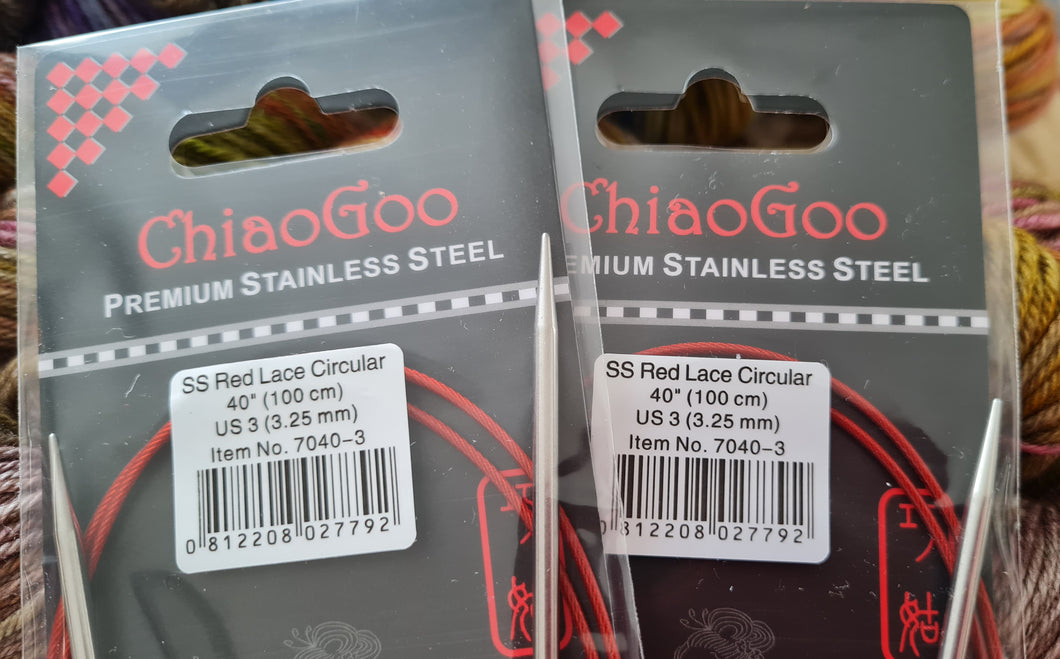 ChiaoGoo
PREMIUM STAINLESS STEEL
SS Red Lace Circular
40" (100 cm)
US 3 (3.25 mm)
Item No. 7040-3
0 812208 027792
ChiaoGoo
EMIUM STAINLESS STEEL
SS Red Lace Circular
40" (100 cm)
US 3 (3.25 mm)
Item No. 7040-3
0 812208 027792